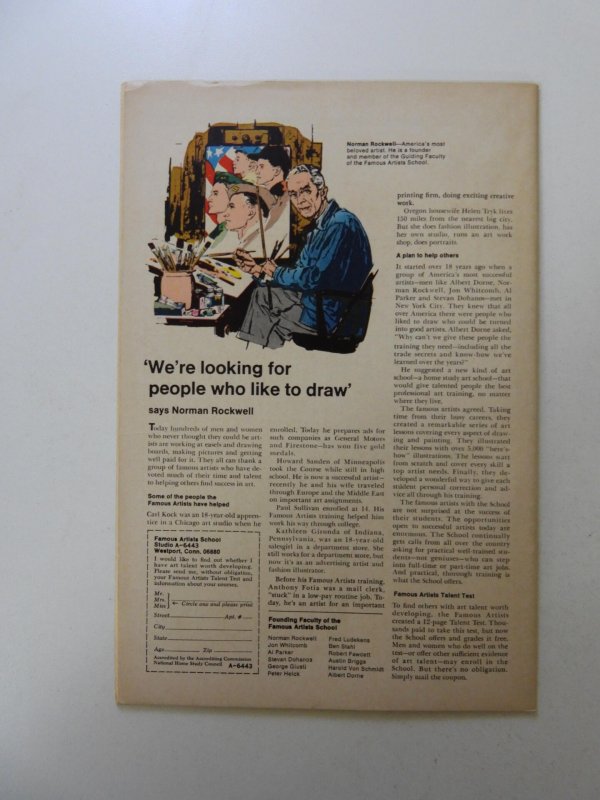 Norman Rockwell—America's most
beloved artist. He is a founder
and member of the Guiding Faculty
of the Famous Artists School.
'We're looking for
people who like to draw'
says Norman Rockwell
Today hundreds of men and women
who never thought they could be art-
ists are working at easels and drawing
boards, making pictures and getting
well paid for it. They all can thank a
group of famous artists who have de-
voted much of their time and talent
to helping others find success in art.
Some of the people the
Famous Artists have helped
Carl Kock was an 18-year-old appren-
tice in a Chicago art studio when he
enrolled. Today he prepares ads for
such companies as General Motors
and Firestone—has won five gold
medals.
Howard Sanden of Minneapolis
took the Course while still in high
school. He is now a successful artist—
recently he and his wife traveled
through Europe and the Middle East
on important art assignments.
Paul Sullivan enrolled at 14. His
Famous Artists training helped him
work his way through college.
Kathleen Gironda of Indiana,
Pennsylvania, was an 18-year-old
salesgirl in a department store. She
still works for a department store, but
now it's as an advertising artist and
fashion illustrator.
Before his Famous Artists training,
Anthony Fotia was a mail clerk,
"stuck" in a low-pay routine job. To-
day, he's an artist for an important
printing firm, doing exciting creative
work.
Oregon housewife Helen Tryk lives
150 miles from the nearest big city.
But she does fashion illustration, has
her own studio, runs an art work
shop, does portraits.
A plan to help others
It started over 18 years ago when a
group of America's most successful
artists—men like Albert Dorne, Nor-
man Rockwell, Jon Whitcomb, Al
Parker and Stevan Dohanos—met in
New York City. They knew that all
over America there were people who
liked to draw who could be turned
into good artists. Albert Dorne asked,
"Why can't we give these people the
training they need—including all the
trade secrets and know-how we've
learned over the years?"
He suggested a new kind of art
school—a home study art school—that
would give talented people the best
professional art training, no matter
where they live.
The famous artists agreed. Taking
time from their busy careers, they
created a remarkable series of art
lessons covering every aspect of draw-
ing and painting. They illustrated
their lessons with over 5,000 "here's-
how" illustrations. The lessons start
from scratch and cover every skill a
top artist needs. Finally, they de-
veloped a wonderful way to give each
student personal correction and ad-
vice all through his training.
The famous artists with the School
are not surprised at the success of
their students. The opportunities
open to successful artists today are
enormous. The School continually
gets calls from all over the country
asking for practical well-trained stu-
dents—not geniuses—who can step
into full-time or part-time art jobs.
And practical, thorough training is
what the School offers.
Famous Artists Talent Test
To find others with art talent worth
developing, the Famous Artists
created a 12-page Talent Test. Thou-
sands paid to take this test, but now
the School offers and grades it free.
Men and women who do well on the
test—or offer other sufficient evidence
of art talent—may enroll in the
School. But there's no obligation.
Simply mail the coupon.
Famous Artists School
Studio A-6443
Westport, Conn. 06880
I would like to find out whether I
have art talent worth developing.
Please send me, without obligation,
your Famous Artists Talent Test and
information about your courses.
Mr.
Mrs.
Miss
Circle one and please print
Street Apt. #
City
State
Age Zip
Accredited by the Accrediting Commission
National Home Study Council A-6443
Founding Faculty of the
Famous Artists School
Norman Rockwell
Jon Whitcomb
Al Parker
Stevan Dohanos
George Giusti
Peter Helck
Fred Ludekens
Ben Stahl
Robert Fawcett
Austin Briggs
Harold Von Schmidt
Albert Dorne